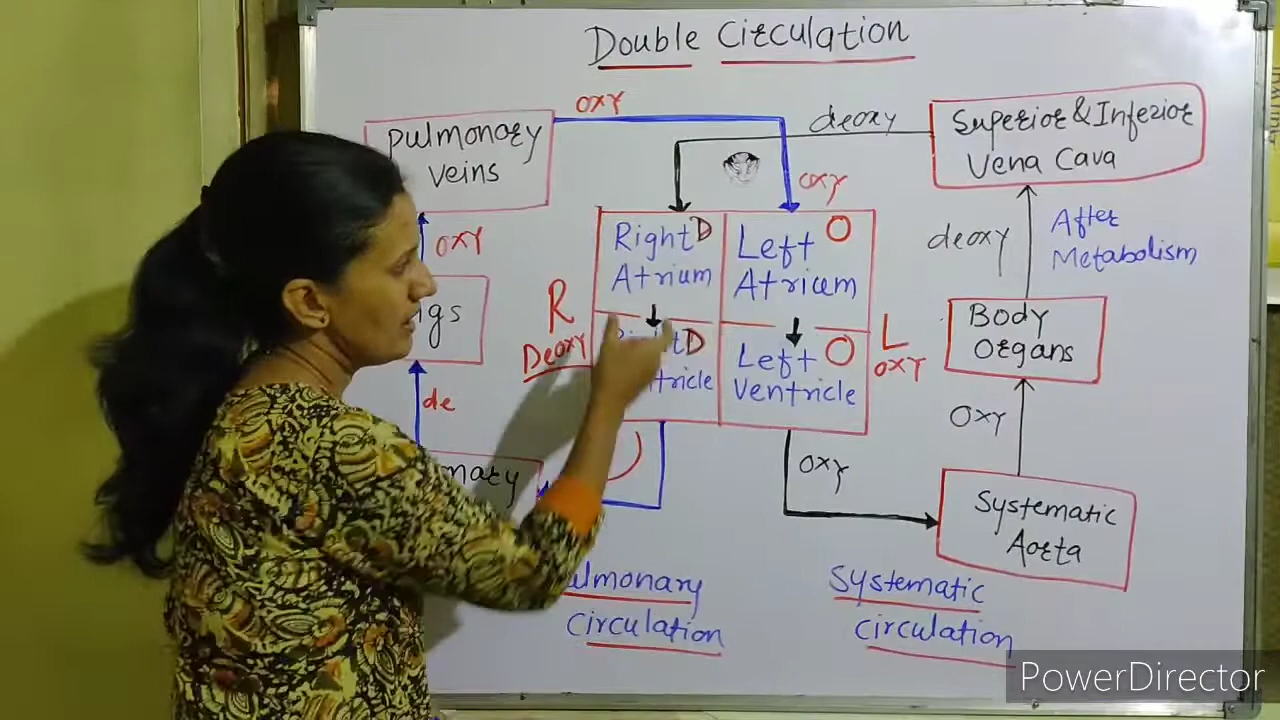 Double Circulation
oxy
deoxy
Superior & Inferior
Vena Cava
Pulmonary
veins
oxy
oxy
deoxy
After
Metabolism
Right D
Atrium
Left O
Atrium
R
Deoxy
D
Left O
Ventricle
L
oxy
Body
Organs
de
oxy
oxy
Systematic
Aorta
circulation
Systematic
circulation
PowerDirector